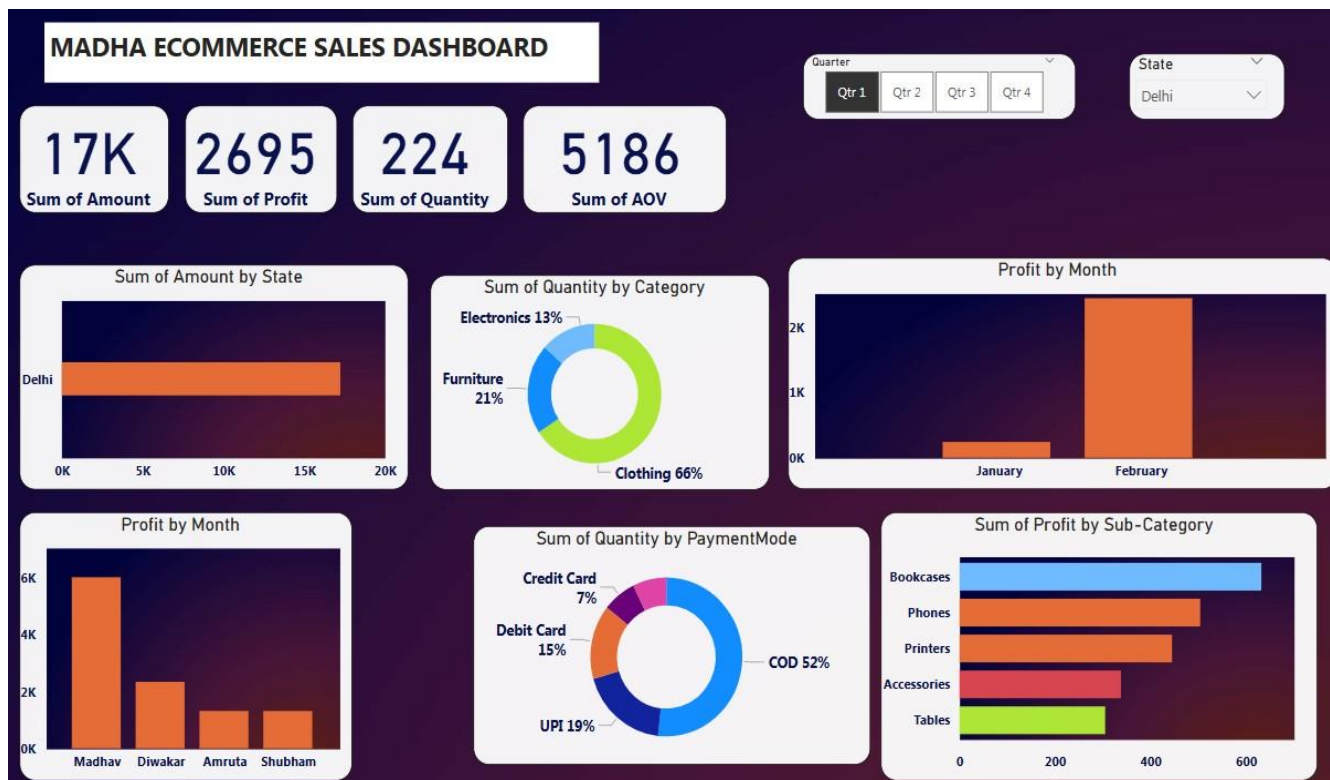 MADHA ECOMMERCE SALES DASHBOARD
Quarter
Qtr 1 Qtr 2 Qtr 3 Qtr 4
State
Delhi
17K
Sum of Amount
2695
Sum of Profit
224
Sum of Quantity
5186
Sum of AOV
Sum of Amount by State
Delhi
0K 5K 10K 15K 20K
Sum of Quantity by Category
Electronics 13%
Furniture
21%
Clothing 66%
Profit by Month
2K
1K
0K
January February
Profit by Month
6K
4K
2K
0K
Madhav Diwakar Amruta Shubham
Sum of Quantity by PaymentMode
Credit Card
7%
Debit Card
15%
COD 52%
UPI 19%
Sum of Profit by Sub-Category
Bookcases
Phones
Printers
Accessories
Tables
0 200 400 600